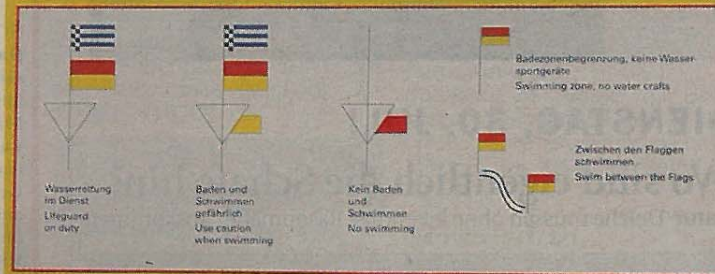 Wasserrettung
im Dienst
Lifeguard
on duty
Baden und
Schwimmen
gefährlich
Use caution
when swimming
Kein Baden
und
Schwimmen
No swimming
Badezonenbegrenzung, keine Wasser-
sportgeräte
Swimming zone, no water crafts
Zwischen den Flaggen
schwimmen
Swim between the Flags